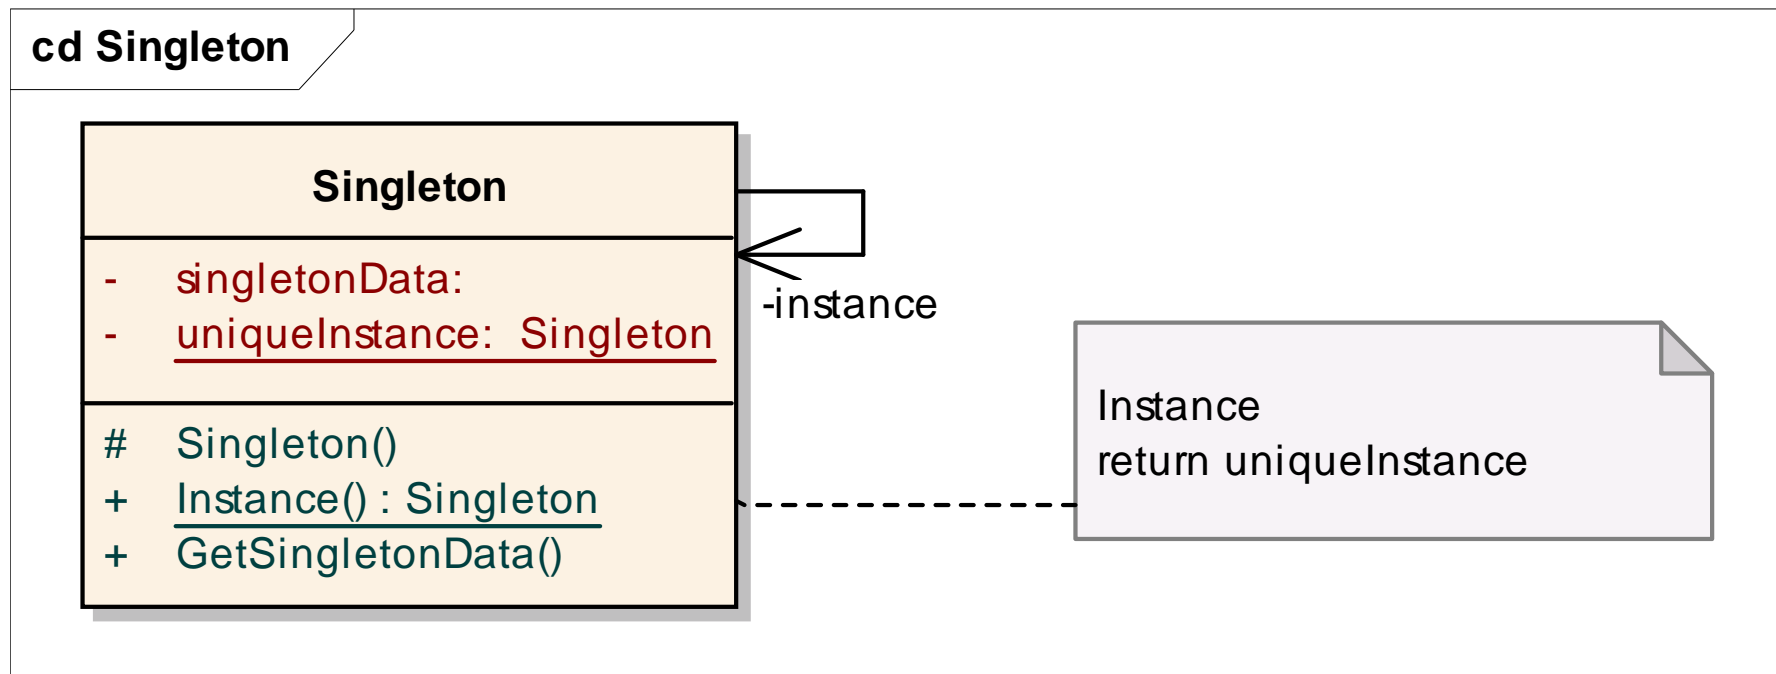 cd Singleton
Singleton
- singletonData:
- uniqueInstance: Singleton
# Singleton()
+ Instance() : Singleton
+ GetSingletonData()
-instance
Instance
return uniqueInstance